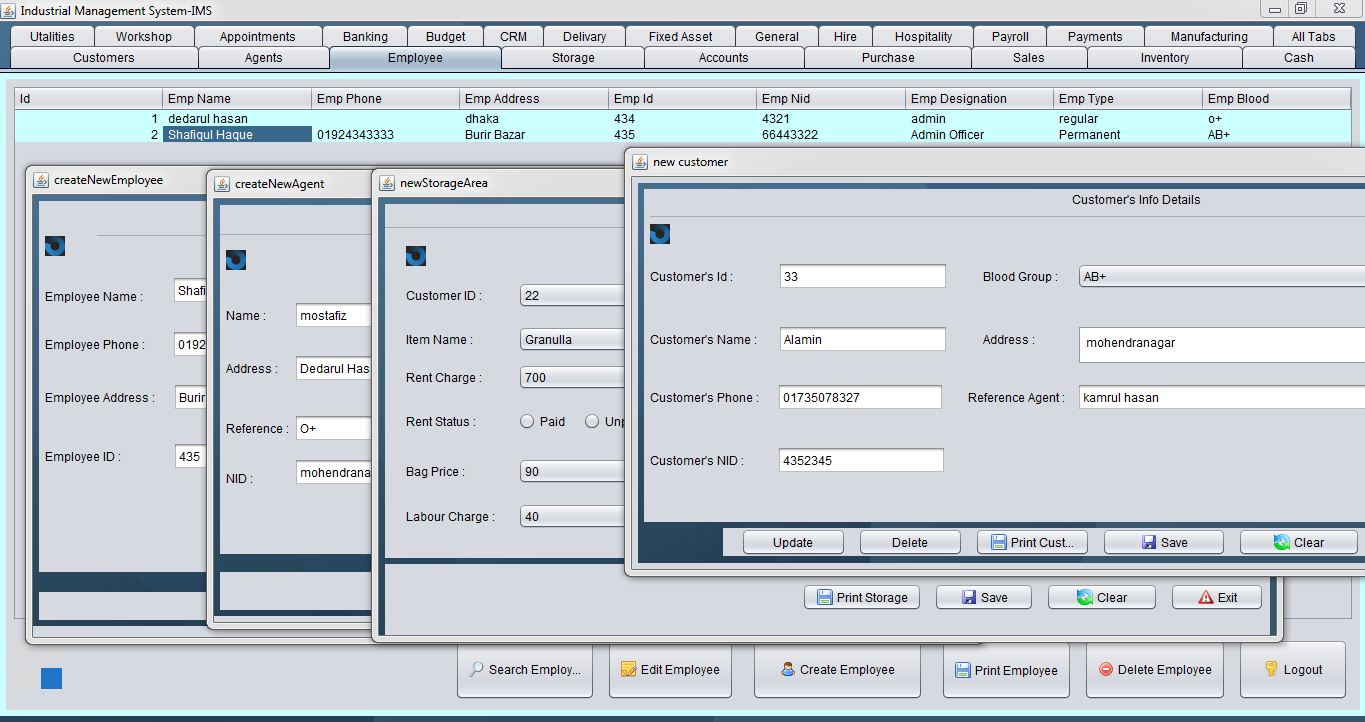 Industrial Management System-IMS
Utalities Workshop Appointments Banking Budget CRM Delivary Fixed Asset General Hire Hospitality Payroll Payments Manufacturing All Tabs
Customers Agents Employee Storage Accounts Purchase Sales Inventory Cash
Id Emp Name Emp Phone Emp Address Emp Id Emp Nid Emp Designation Emp Type Emp Blood
1 dedarul hasan dhaka 434 4321 admin regular o+
2 Shafiqul Haque 01924343333 Burir Bazar 435 66443322 Admin Officer Permanent AB+
createNewEmployee
Employee Name : Shafi
Employee Phone : 0192
Employee Address : Burir
Employee ID : 435
createNewAgent
Name : mostafiz
Address : Dedarul Has
Reference : O+
NID : mohendrana
newStorageArea
Customer ID : 22
Item Name : Granulla
Rent Charge : 700
Rent Status : Paid Unp
Bag Price : 90
Labour Charge : 40
Print Storage Save Clear Exit
new customer
Customer's Info Details
Customer's Id : 33 Blood Group : AB+
Customer's Name : Alamin Address : mohendranagar
Customer's Phone : 01735078327 Reference Agent : kamrul hasan
Customer's NID : 4352345
Update Delete Print Cust... Save Clear
Search Employ... Edit Employee Create Employee Print Employee Delete Employee Logout